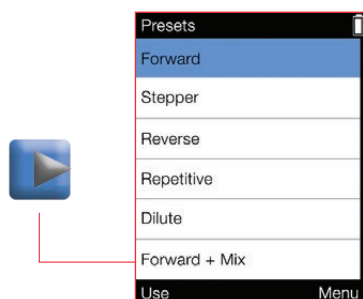 Presets
Forward
Stepper
Reverse
Repetitive
Dilute
Forward + Mix
Use Menu